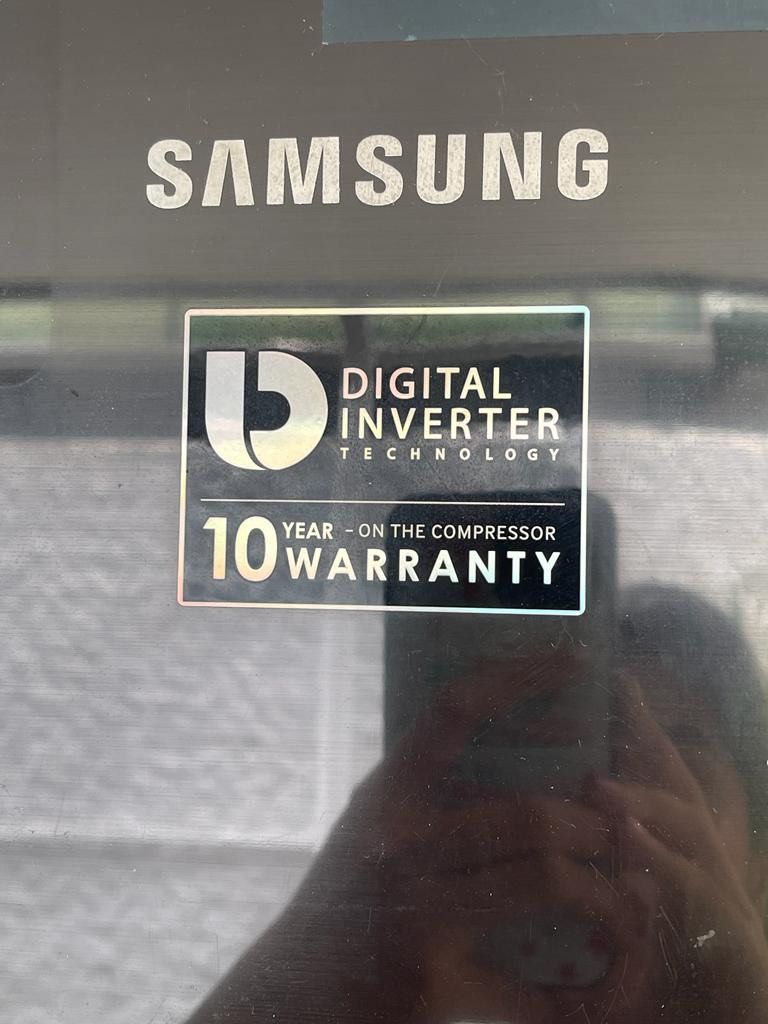 SAMSUNG
DIGITAL
INVERTER
TECHNOLOGY
10 YEAR - ON THE COMPRESSOR
WARRANTY